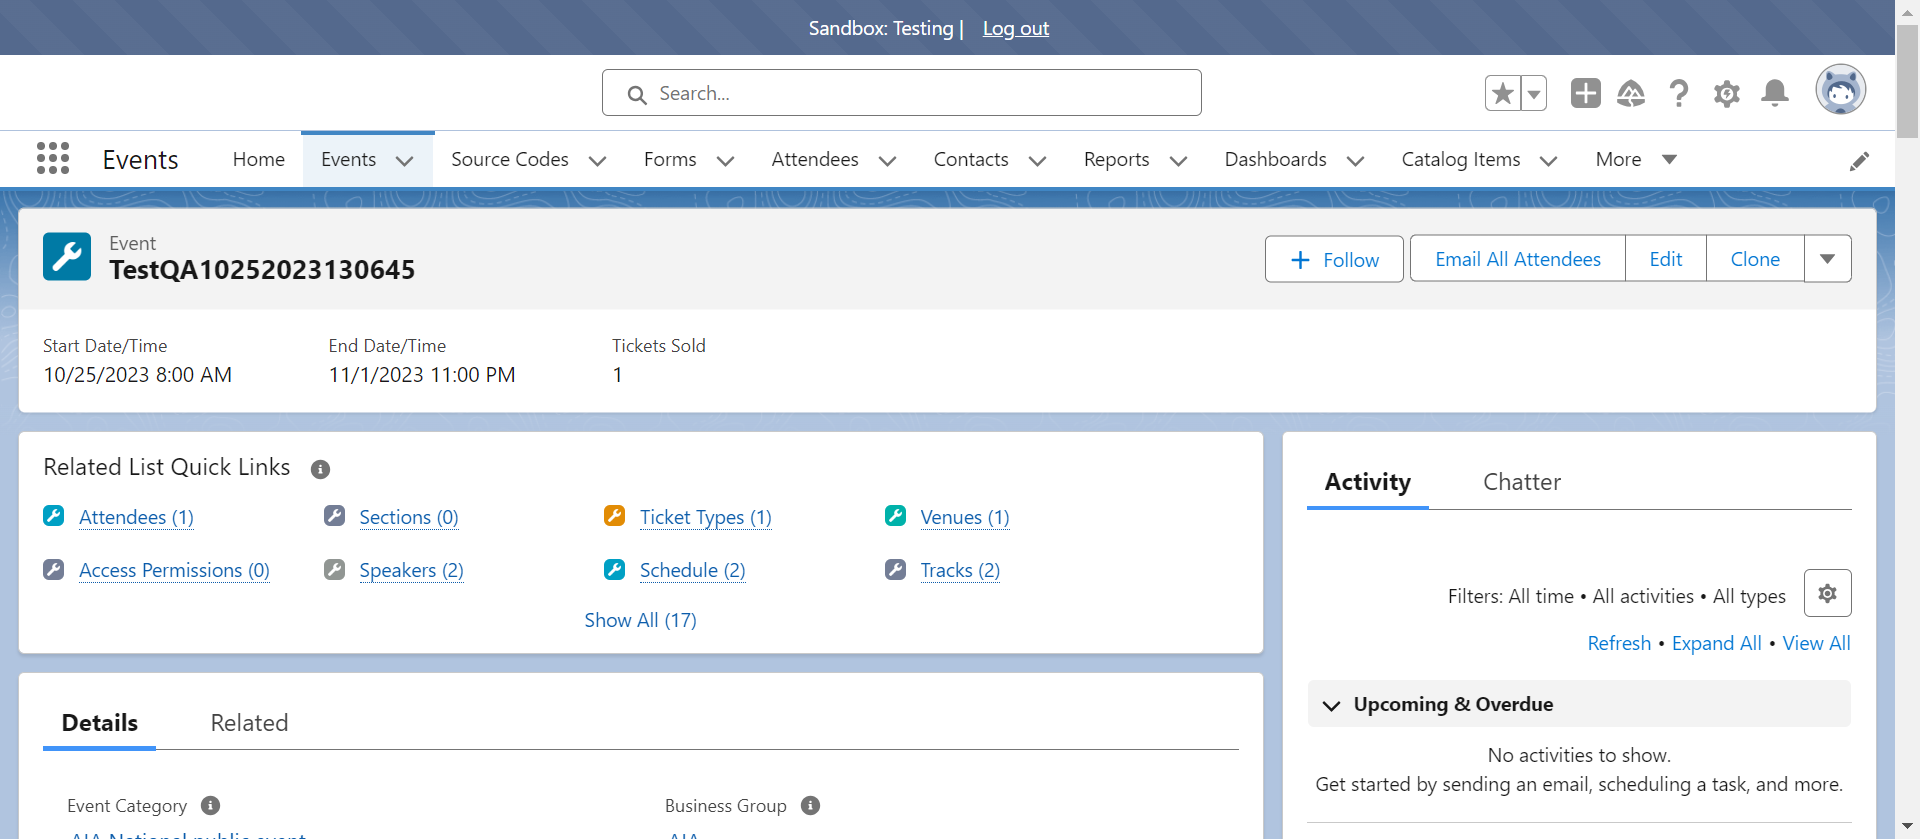 Sandbox: Testing | Log out
Search...
Events Home Events Source Codes Forms Attendees Contacts Reports Dashboards Catalog Items More
Event
TestQA10252023130645
Follow Email All Attendees Edit Clone
Start Date/Time End Date/Time Tickets Sold
10/25/2023 8:00 AM 11/1/2023 11:00 PM 1
Related List Quick Links
Attendees (1) Sections (0) Ticket Types (1) Venues (1)
Access Permissions (0) Speakers (2) Schedule (2) Tracks (2)
Show All (17)
Details Related
Event Category Business Group
AIA National public event AIA
Activity Chatter
Filters: All time • All activities • All types
Refresh • Expand All • View All
Upcoming & Overdue
No activities to show.
Get started by sending an email, scheduling a task, and more.